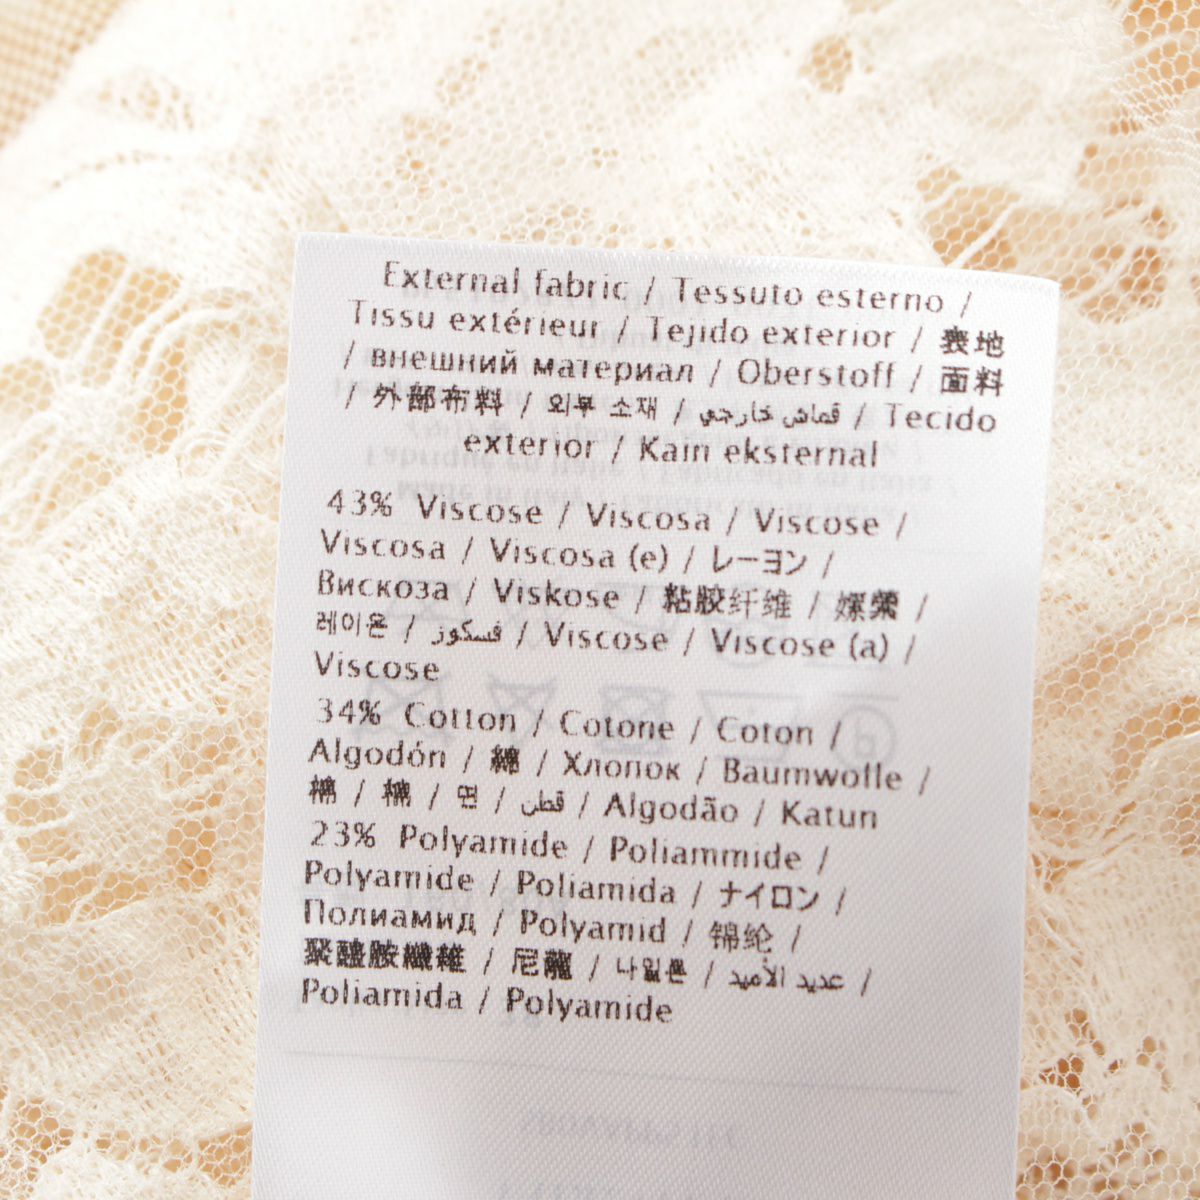 External fabric / Tessuto esterno /
Tissu extérieur / Tejido exterior / 表地
/ внешний материал / Oberstoff / 面料
/ 外部布料 / 외부 소재 / قماش خارجي / Tecido
exterior / Kain eksternal
43% Viscose / Viscosa / Viscose /
Viscosa / Viscosa (e) / レーヨン /
Вискоза / Viskose / 粘胶纤维 / 嫘縈 /
레이온 / فسكوز / Viscose / Viscose (a) /
Viscose
34% Cotton / Cotone / Coton /
Algodón / 綿 / Хлопок / Baumwolle /
棉 / 棉 / 면 / قطن / Algodão / Katun
23% Polyamide / Poliammide /
Polyamide / Poliamida / ナイロン /
Полиамид / Polyamid / 锦纶 /
聚醯胺纖維 / 尼龍 / 나일론 / عديد الأميد /
Poliamida / Polyamide